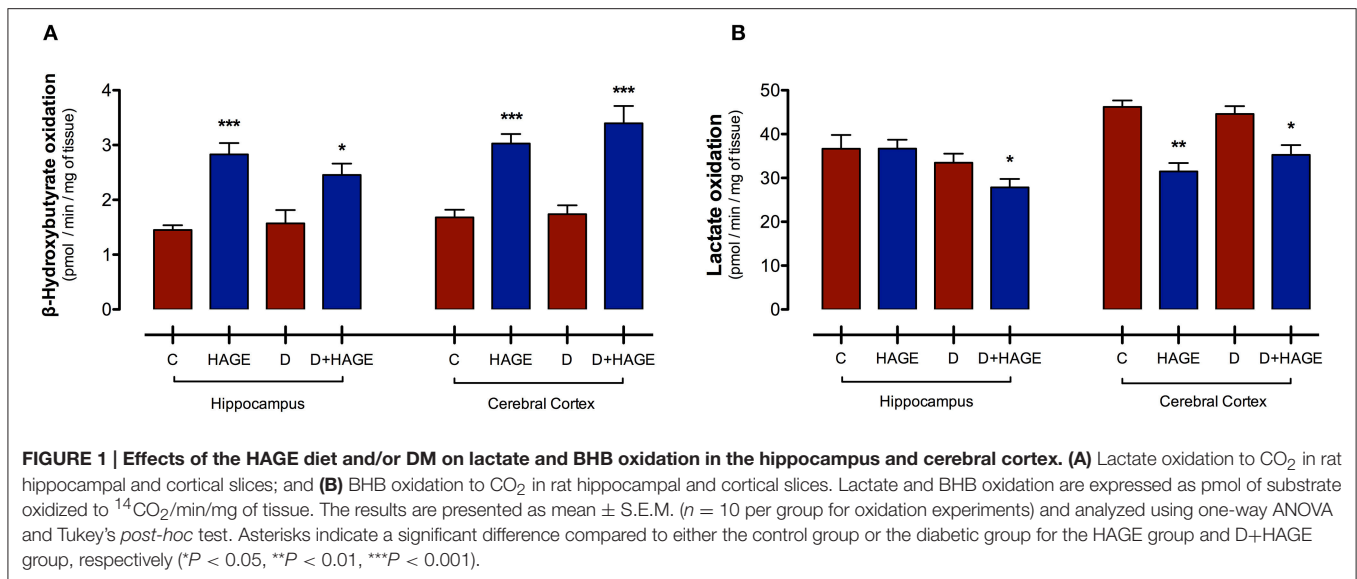 A
β-Hydroxybutyrate oxidation
(pmol / min / mg of tissue)
4
3
2
1
0
*** * *** ***
C HAGE D D+HAGE C HAGE D D+HAGE
Hippocampus Cerebral Cortex
B
Lactate oxidation
(pmol / min / mg of tissue)
50
40
30
20
10
0
* ** *
C HAGE D D+HAGE C HAGE D D+HAGE
Hippocampus Cerebral Cortex
FIGURE 1 | Effects of the HAGE diet and/or DM on lactate and BHB oxidation in the hippocampus and cerebral cortex. (A) Lactate oxidation to CO₂ in rat
hippocampal and cortical slices; and (B) BHB oxidation to CO₂ in rat hippocampal and cortical slices. Lactate and BHB oxidation are expressed as pmol of substrate
oxidized to ¹⁴CO₂/min/mg of tissue. The results are presented as mean ± S.E.M. (n = 10 per group for oxidation experiments) and analyzed using one-way ANOVA
and Tukey's post-hoc test. Asterisks indicate a significant difference compared to either the control group or the diabetic group for the HAGE group and D+HAGE
group, respectively (*P < 0.05, **P < 0.01, ***P < 0.001).